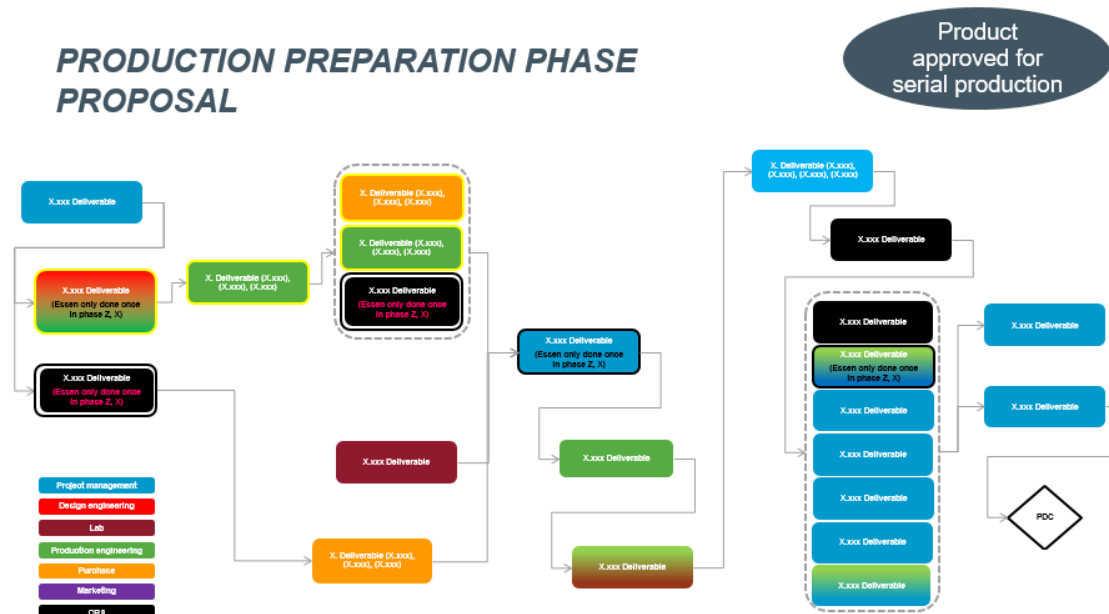 PRODUCTION PREPARATION PHASE
PROPOSAL
Product
approved for
serial production
X.xxx Deliverable
X.xxx Deliverable
(Essen only done once
in phase Z, X)
X.xxx Deliverable
(Essen only done once
in phase Z, X)
X. Deliverable (X.xxx),
(X.xxx), (X.xxx)
X. Deliverable (X.xxx),
(X.xxx), (X.xxx)
X. Deliverable (X.xxx),
(X.xxx), (X.xxx)
X.xxx Deliverable
(Essen only done once
in phase Z, X)
X.xxx Deliverable
X. Deliverable (X.xxx),
(X.xxx), (X.xxx)
X.xxx Deliverable
(Essen only done once
in phase Z, X)
X.xxx Deliverable
X.xxx Deliverable
X. Deliverable (X.xxx),
(X.xxx), (X.xxx), (X.xxx)
X.xxx Deliverable
X.xxx Deliverable
X.xxx Deliverable
(Essen only done once
in phase Z, X)
X.xxx Deliverable
X.xxx Deliverable
X.xxx Deliverable
X.xxx Deliverable
X.xxx Deliverable
X.xxx Deliverable
X.xxx Deliverable
PDC
Project management
Design engineering
Lab
Production engineering
Purchase
Marketing